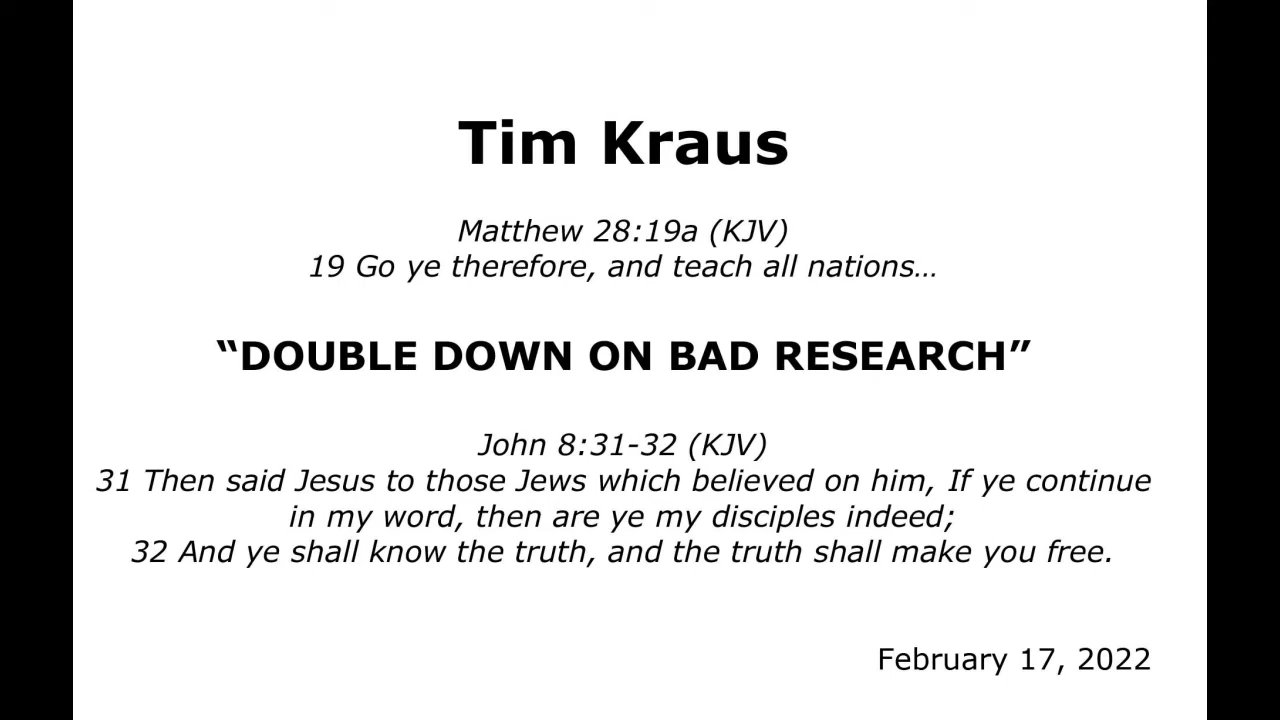 Tim Kraus
Matthew 28:19a (KJV)
19 Go ye therefore, and teach all nations…
“DOUBLE DOWN ON BAD RESEARCH”
John 8:31-32 (KJV)
31 Then said Jesus to those Jews which believed on him, If ye continue
in my word, then are ye my disciples indeed;
32 And ye shall know the truth, and the truth shall make you free.
February 17, 2022